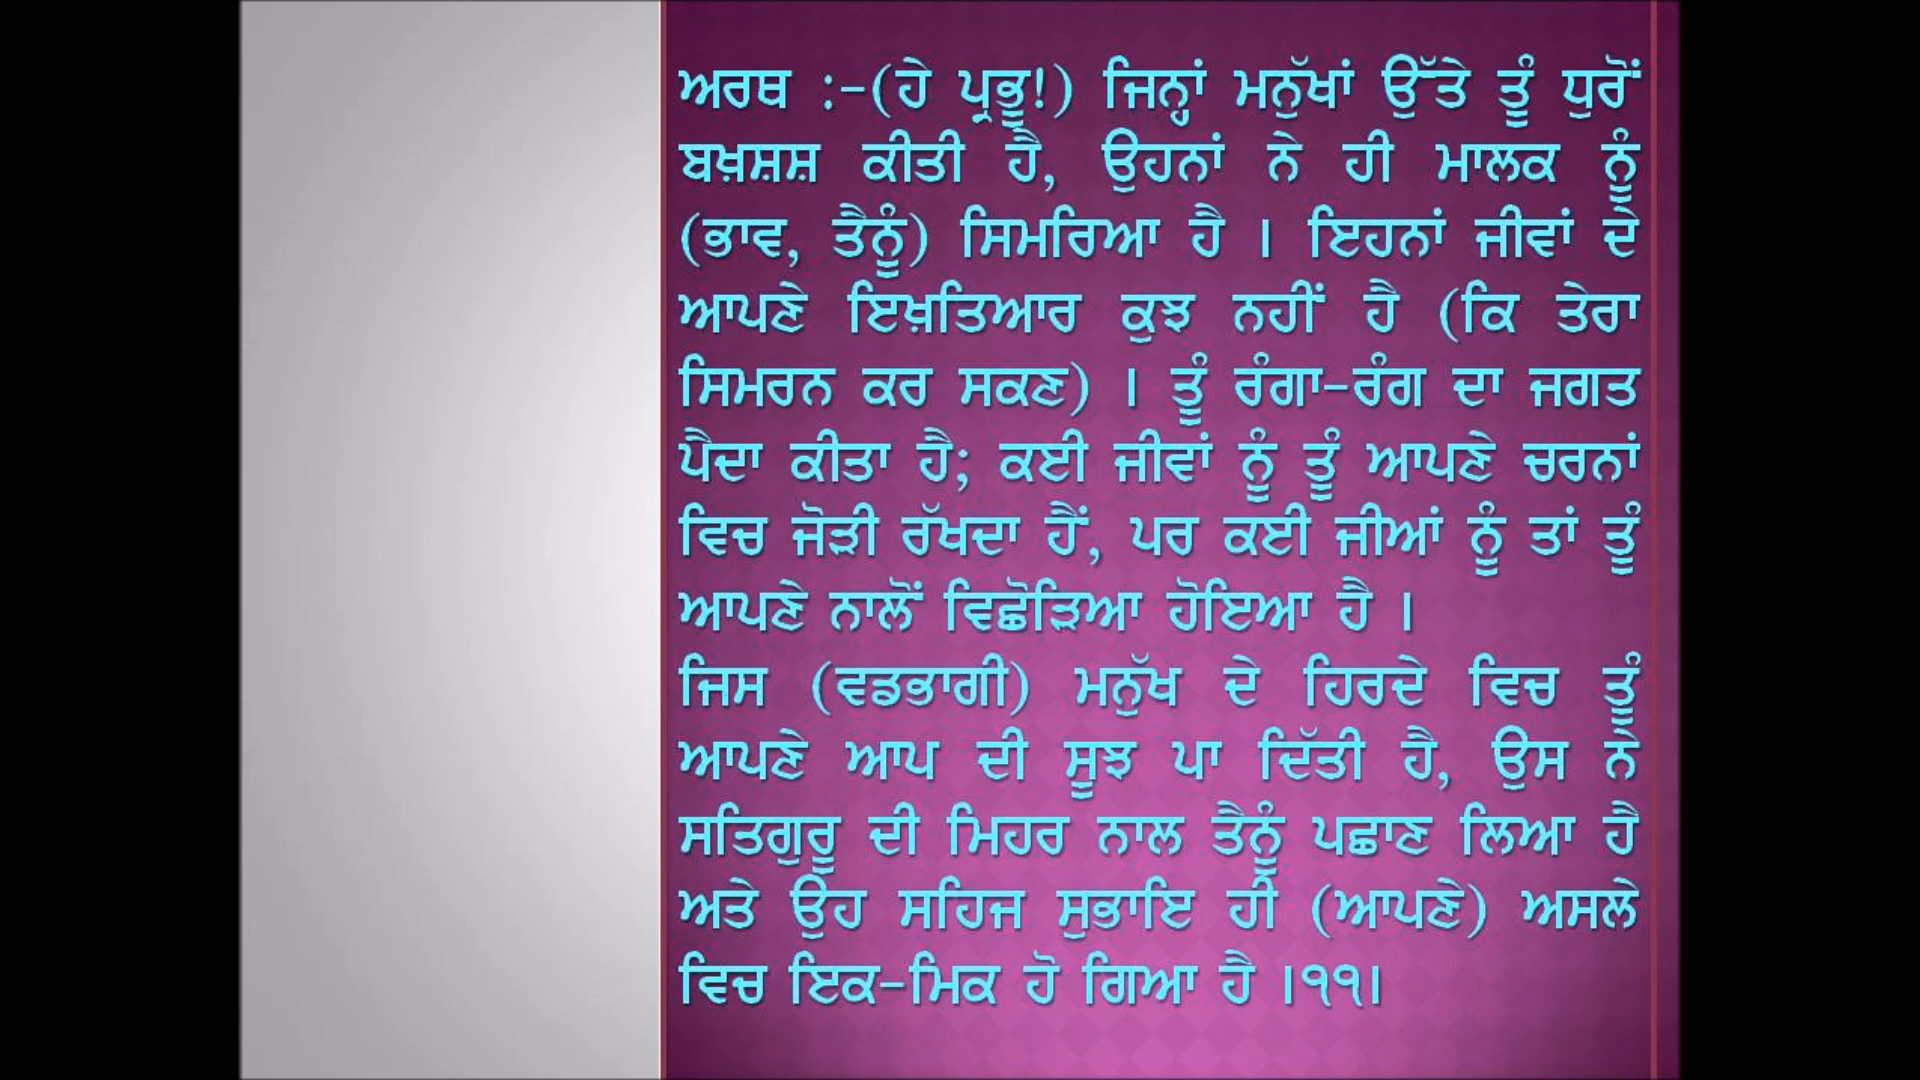 ਅਰਥ :-(ਹੇ ਪ੍ਰਭੂ!) ਜਿਨ੍ਹਾਂ ਮਨੁੱਖਾਂ ਉੱਤੇ ਤੂੰ ਧੁਰੋਂ
ਬਖ਼ਸ਼ਸ਼ ਕੀਤੀ ਹੈ, ਉਹਨਾਂ ਨੇ ਹੀ ਮਾਲਕ ਨੂੰ
(ਭਾਵ, ਤੈਨੂੰ) ਸਿਮਰਿਆ ਹੈ । ਇਹਨਾਂ ਜੀਵਾਂ ਦੇ
ਆਪਣੇ ਇਖ਼ਤਿਆਰ ਕੁਝ ਨਹੀਂ ਹੈ (ਕਿ ਤੇਰਾ
ਸਿਮਰਨ ਕਰ ਸਕਣ) । ਤੂੰ ਰੰਗਾ-ਰੰਗ ਦਾ ਜਗਤ
ਪੈਦਾ ਕੀਤਾ ਹੈ; ਕਈ ਜੀਵਾਂ ਨੂੰ ਤੂੰ ਆਪਣੇ ਚਰਨਾਂ
ਵਿਚ ਜੋੜੀ ਰੱਖਦਾ ਹੈਂ, ਪਰ ਕਈ ਜੀਆਂ ਨੂੰ ਤਾਂ ਤੂੰ
ਆਪਣੇ ਨਾਲੋਂ ਵਿਛੋੜਿਆ ਹੋਇਆ ਹੈ ।
ਜਿਸ (ਵਡਭਾਗੀ) ਮਨੁੱਖ ਦੇ ਹਿਰਦੇ ਵਿਚ ਤੂੰ
ਆਪਣੇ ਆਪ ਦੀ ਸੂਝ ਪਾ ਦਿੱਤੀ ਹੈ, ਉਸ ਨੇ
ਸਤਿਗੁਰੂ ਦੀ ਮਿਹਰ ਨਾਲ ਤੈਨੂੰ ਪਛਾਣ ਲਿਆ ਹੈ
ਅਤੇ ਉਹ ਸਹਿਜ ਸੁਭਾਇ ਹੀ (ਆਪਣੇ) ਅਸਲੇ
ਵਿਚ ਇਕ-ਮਿਕ ਹੋ ਗਿਆ ਹੈ ।੧੧।